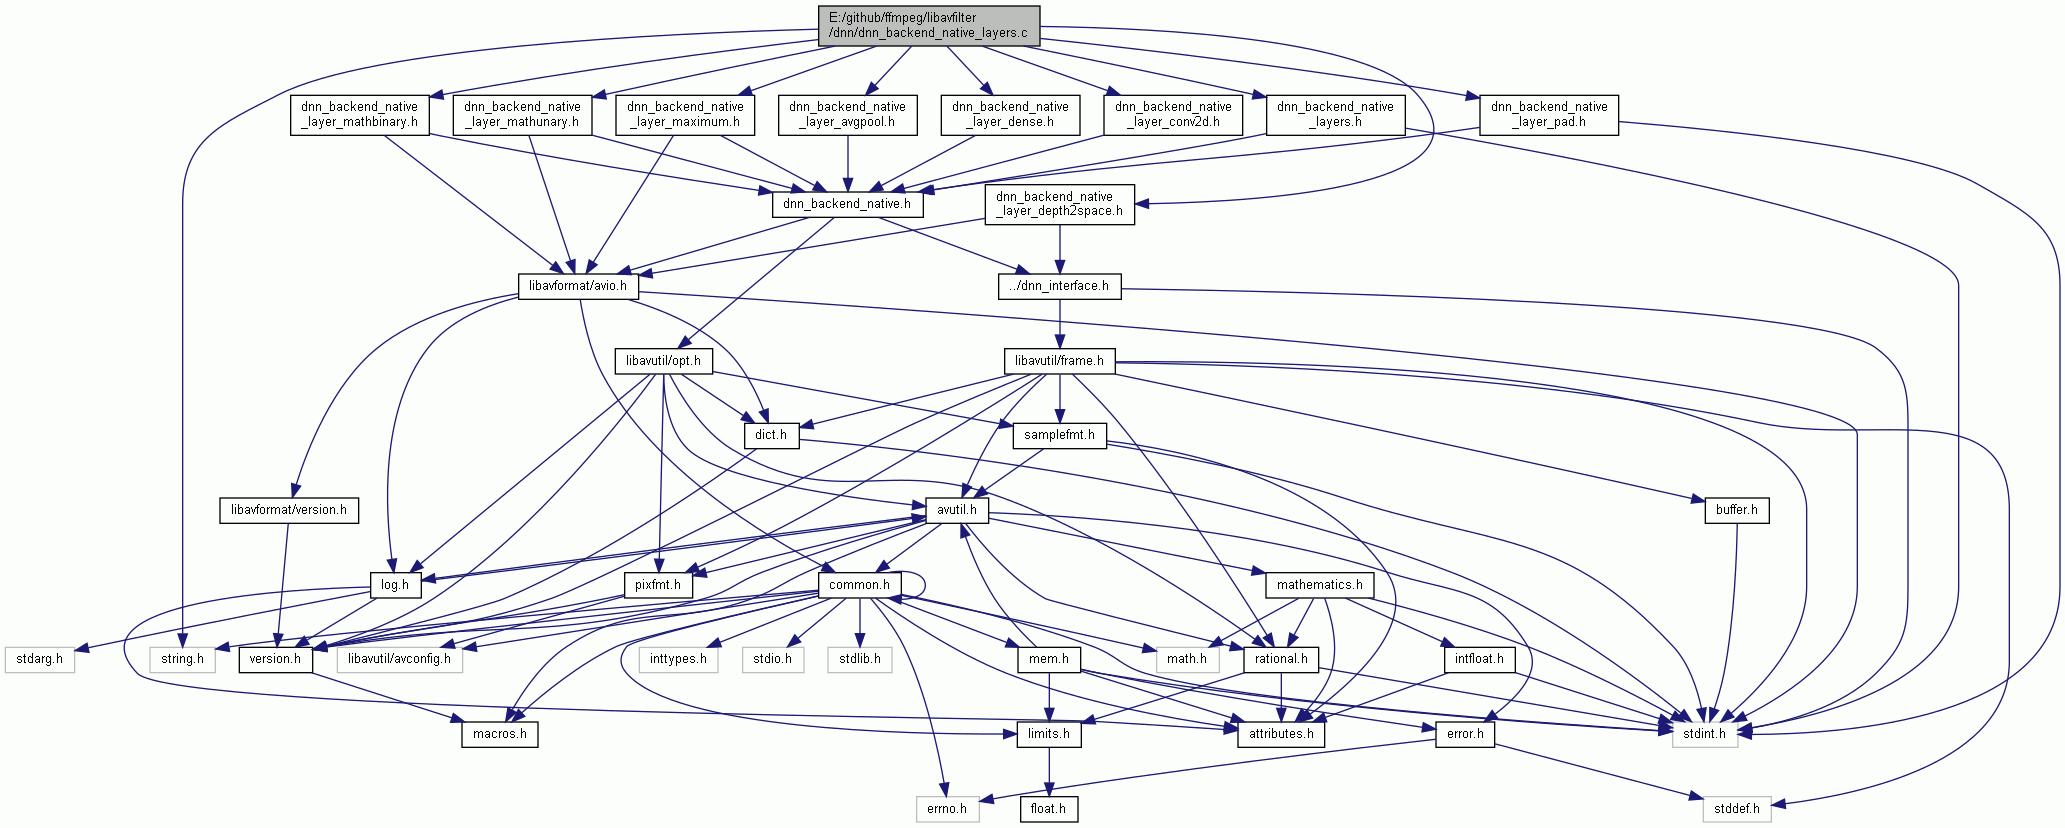 E:/github/ffmpeg/libavfilter
/dnn/dnn_backend_native_layers.c
dnn_backend_native
_layer_mathbinary.h
dnn_backend_native
_layer_mathunary.h
dnn_backend_native
_layer_maximum.h
dnn_backend_native
_layer_avgpool.h
dnn_backend_native
_layer_dense.h
dnn_backend_native
_layer_conv2d.h
dnn_backend_native
_layers.h
dnn_backend_native
_layer_pad.h
dnn_backend_native.h
dnn_backend_native
_layer_depth2space.h
libavformat/avio.h
../dnn_interface.h
libavutil/opt.h
libavutil/frame.h
dict.h
samplefmt.h
libavformat/version.h
avutil.h
buffer.h
log.h
pixfmt.h
common.h
mathematics.h
stdarg.h
string.h
version.h
libavutil/avconfig.h
inttypes.h
stdio.h
stdlib.h
mem.h
math.h
rational.h
intfloat.h
macros.h
limits.h
attributes.h
error.h
stdint.h
errno.h
float.h
stddef.h